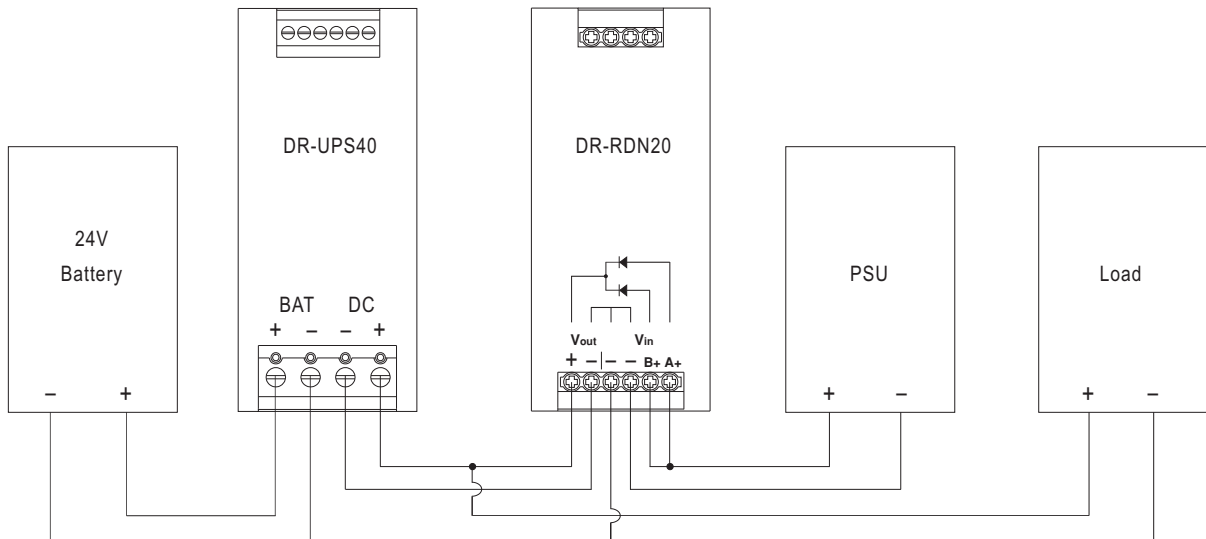 DR-UPS40
DR-RDN20
24V
Battery
PSU
Load
BAT DC
+ − − +
Vout Vin
+ − − − B+ A+
− +
+ −
+ −